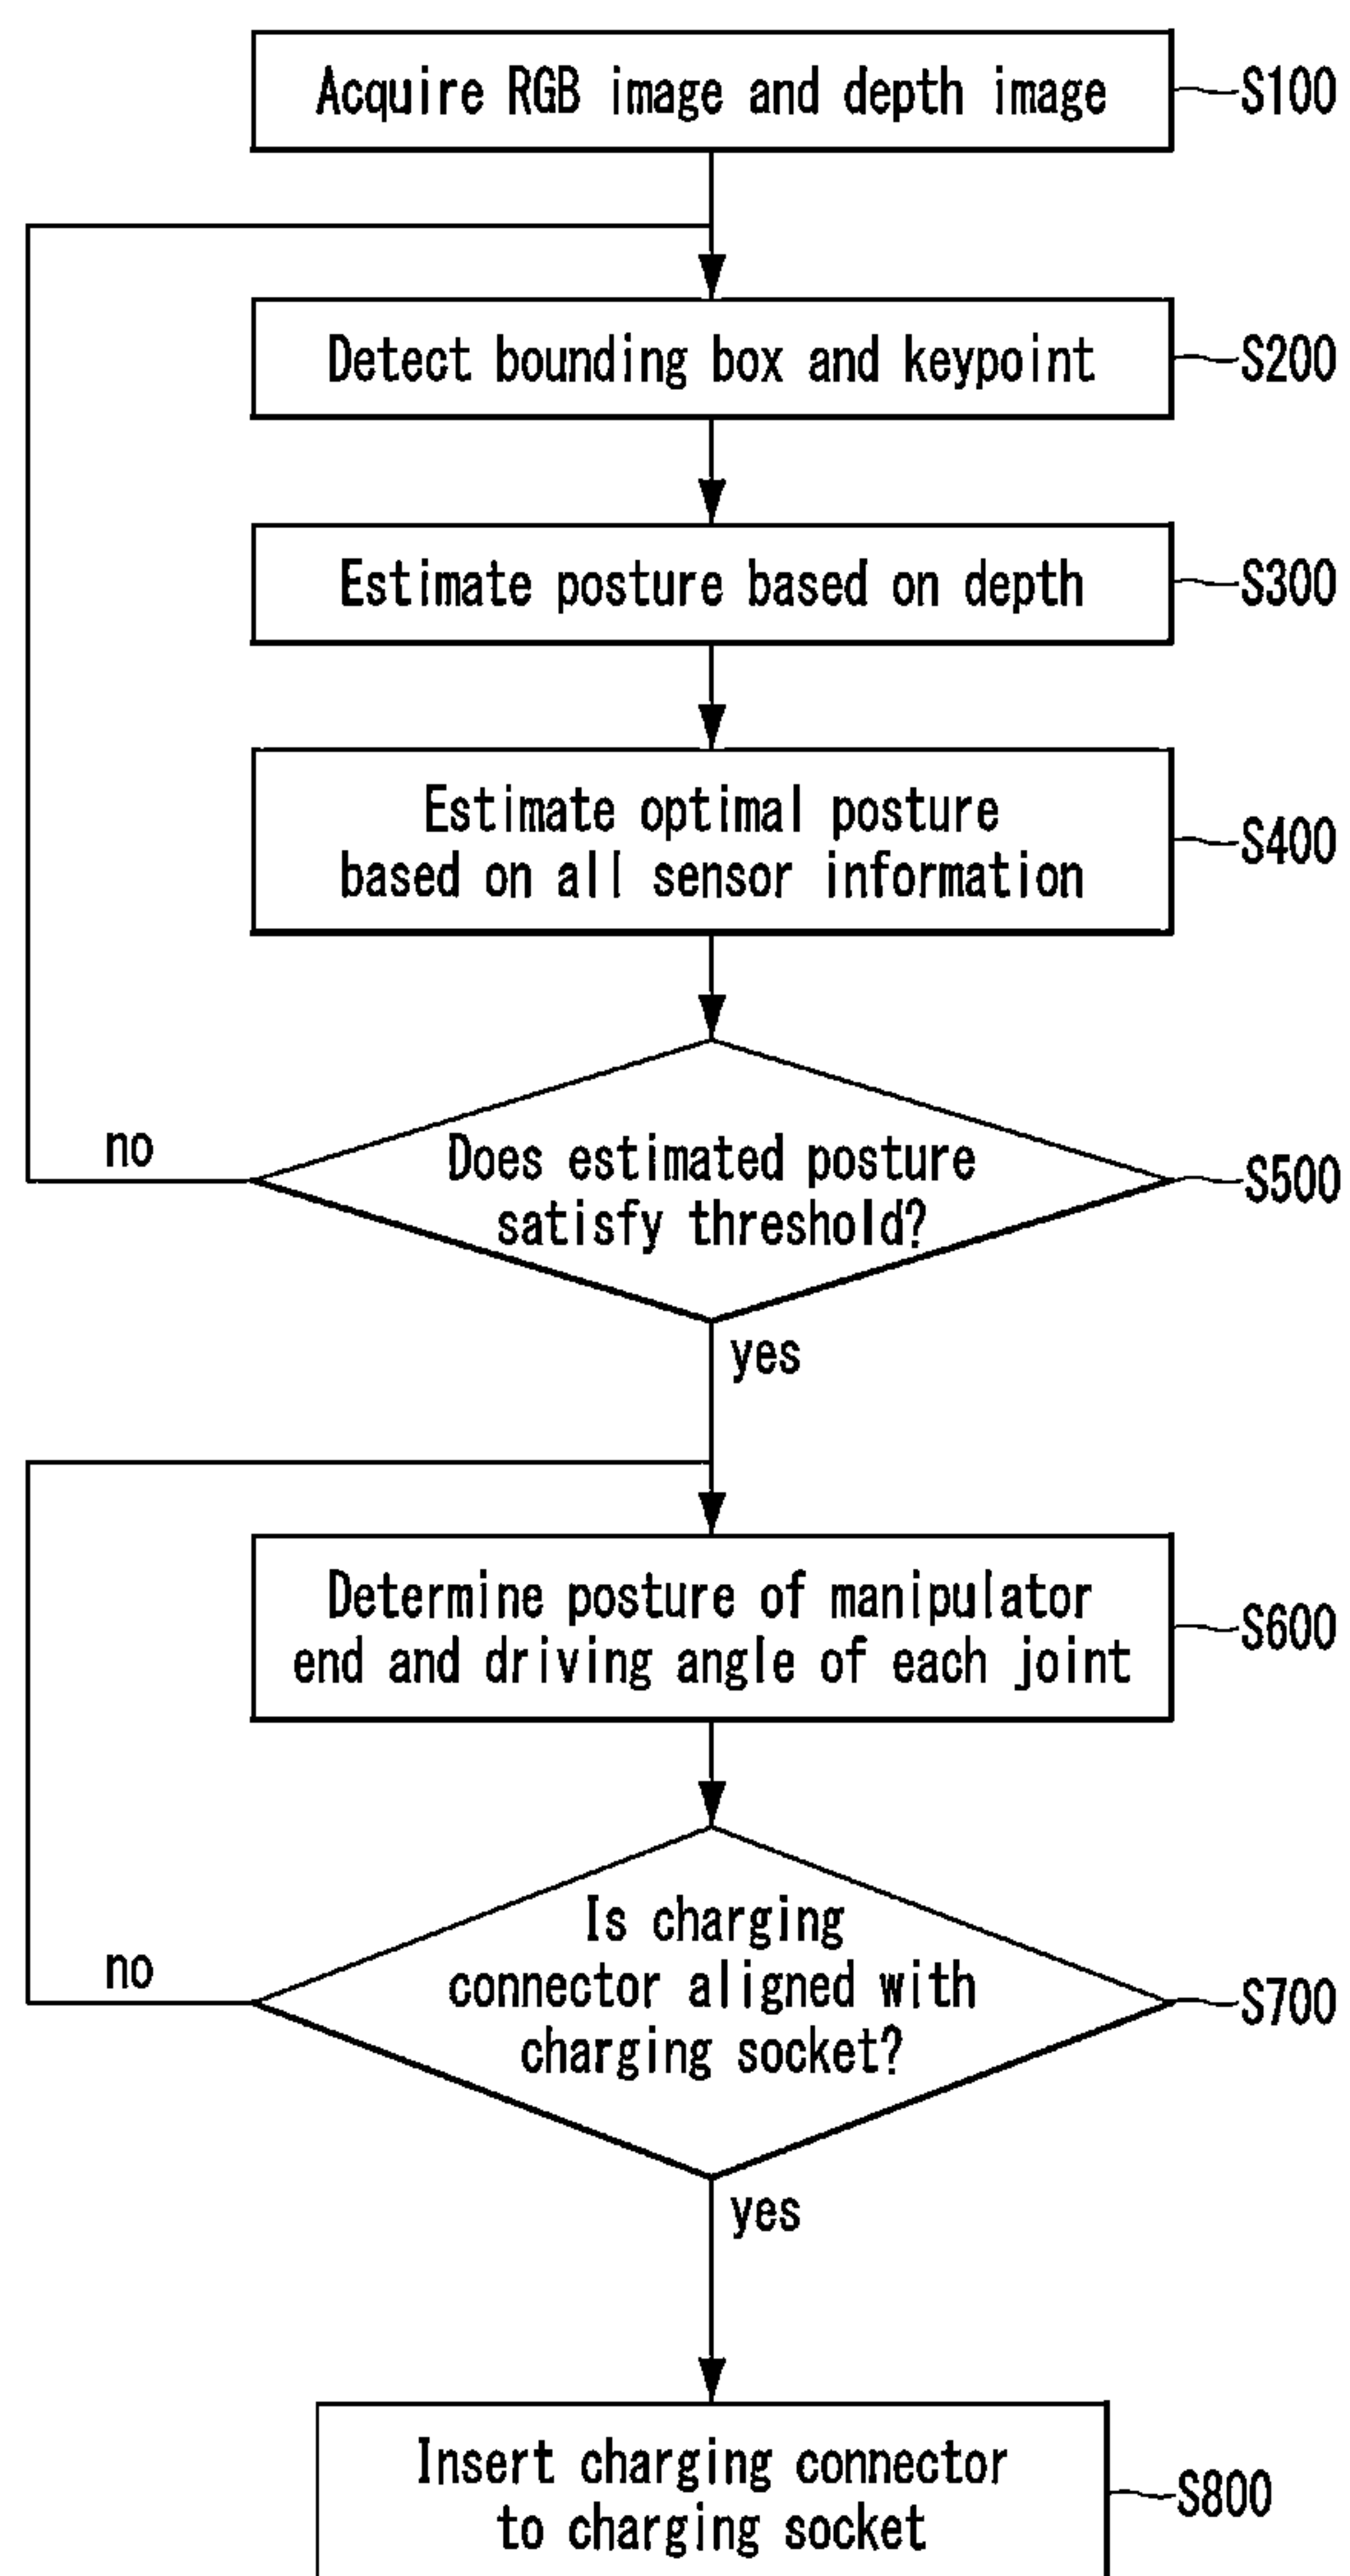 Acquire RGB image and depth image
S100
Detect bounding box and keypoint
S200
Estimate posture based on depth
S300
Estimate optimal posture
based on all sensor information
S400
Does estimated posture
satisfy threshold?
S500
no
yes
Determine posture of manipulator
end and driving angle of each joint
S600
Is charging
connector aligned with
charging socket?
S700
no
yes
Insert charging connector
to charging socket
S800